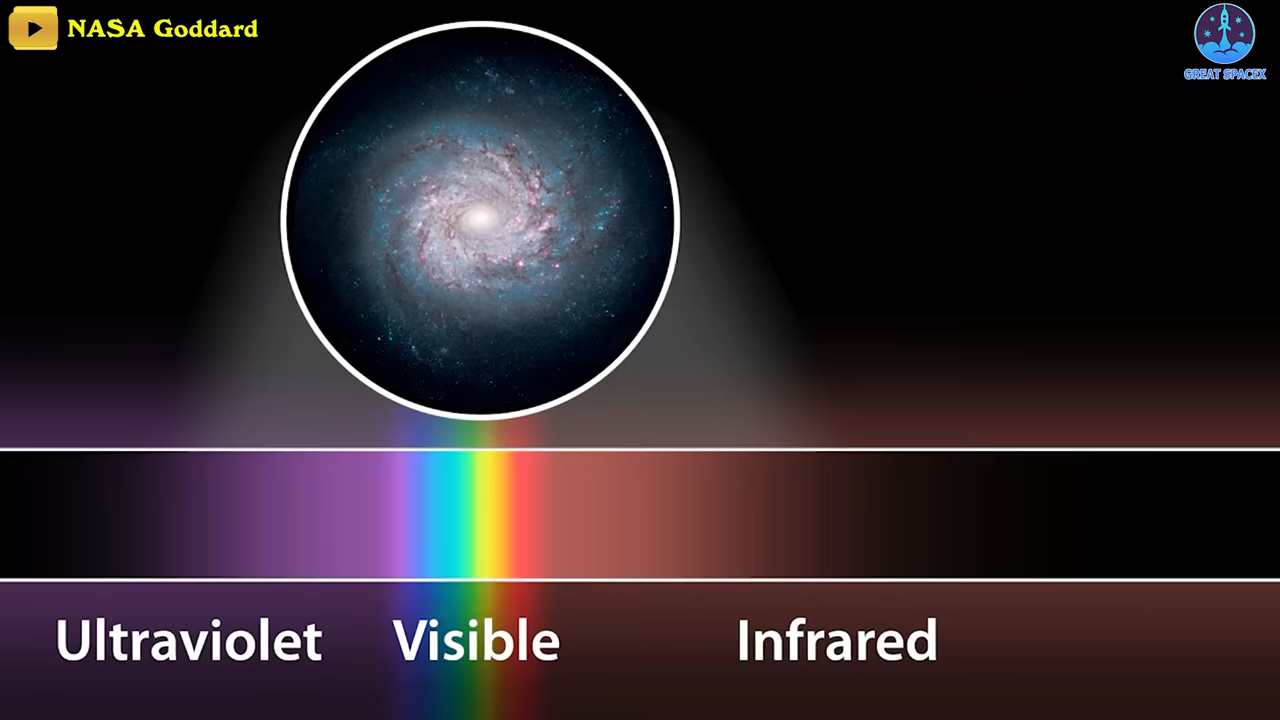 NASA Goddard
GREAT SPACEX
Ultraviolet
Visible
Infrared